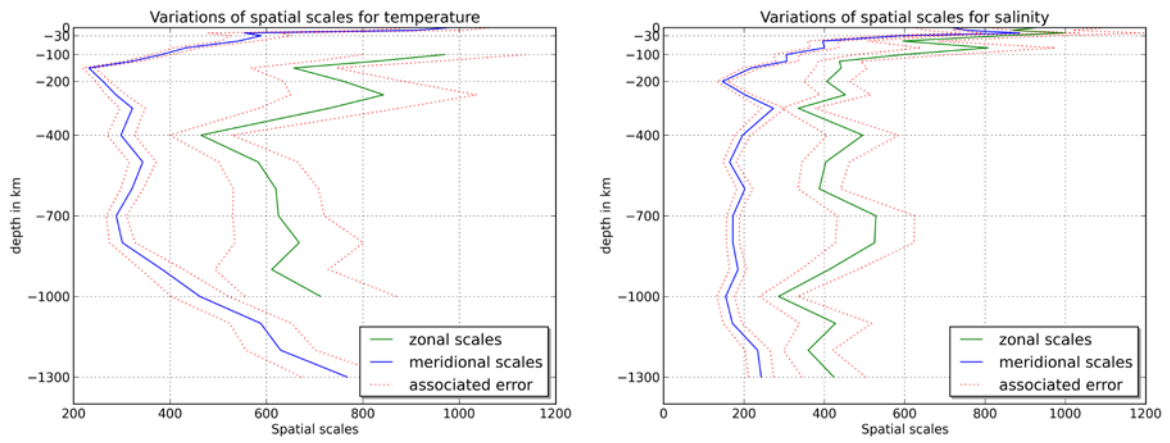 Variations of spatial scales for temperature
0
−30
−100
−200
−400
−700
−1000
−1300
depth in km
200
400
600
800
1000
1200
Spatial scales
zonal scales
meridional scales
associated error
Variations of spatial scales for salinity
0
−30
−100
−200
−400
−700
−1000
−1300
depth in km
0
200
400
600
800
1000
1200
Spatial scales
zonal scales
meridional scales
associated error